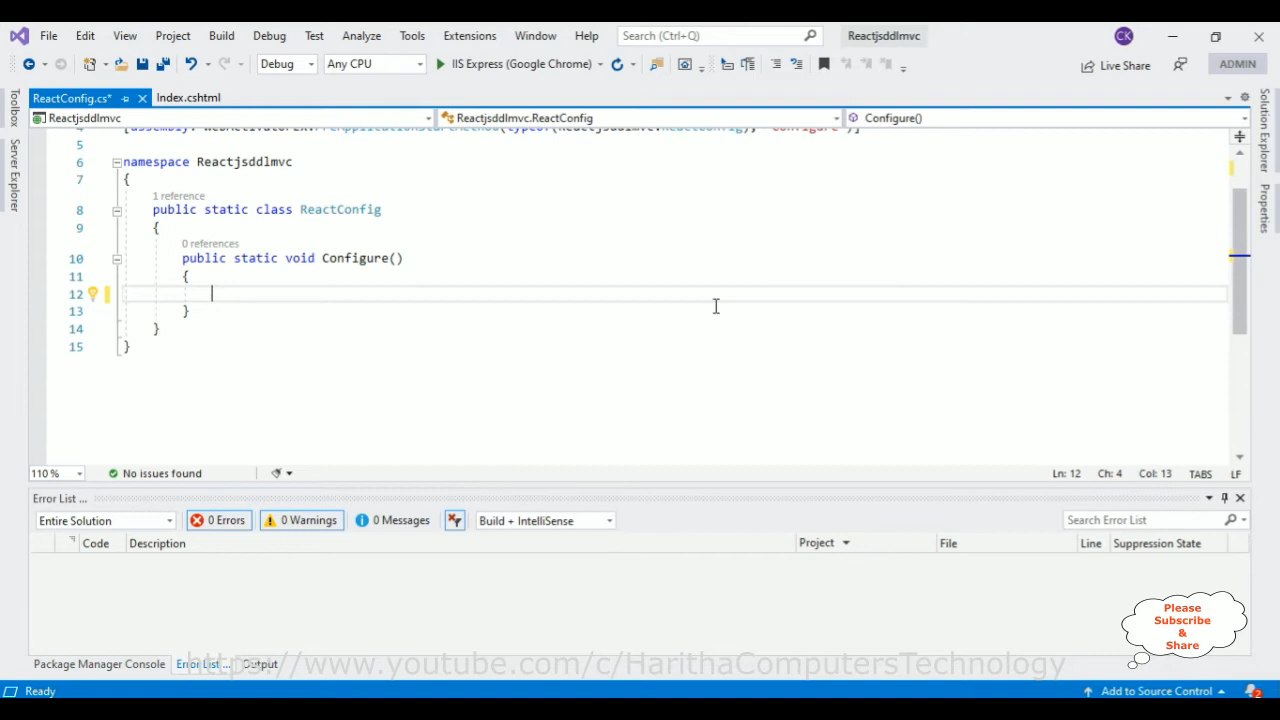 File Edit View Project Build Debug Test Analyze Tools Extensions Window Help Search (Ctrl+Q) Reactjsddlmvc CK
Debug Any CPU IIS Express (Google Chrome) Live Share ADMIN
ReactConfig.cs* Index.cshtml
Reactjsddlmvc Reactjsddlmvc.ReactConfig Configure()
Toolbox
Server Explorer
Solution Explorer
Properties
5
6 namespace Reactjsddlmvc
7 {
1 reference
8 public static class ReactConfig
9 {
0 references
10 public static void Configure()
11 {
12
13 }
14 }
15 }
110 % No issues found Ln: 12 Ch: 4 Col: 13 TABS LF
Error List ...
Entire Solution 0 Errors 0 Warnings 0 Messages Build + IntelliSense Search Error List
Code Description Project File Line Suppression State
Please
Subscribe
&
Share
Package Manager Console Error List ... Output
https://www.youtube.com/c/HarithaComputersTechnology
Ready Add to Source Control 2